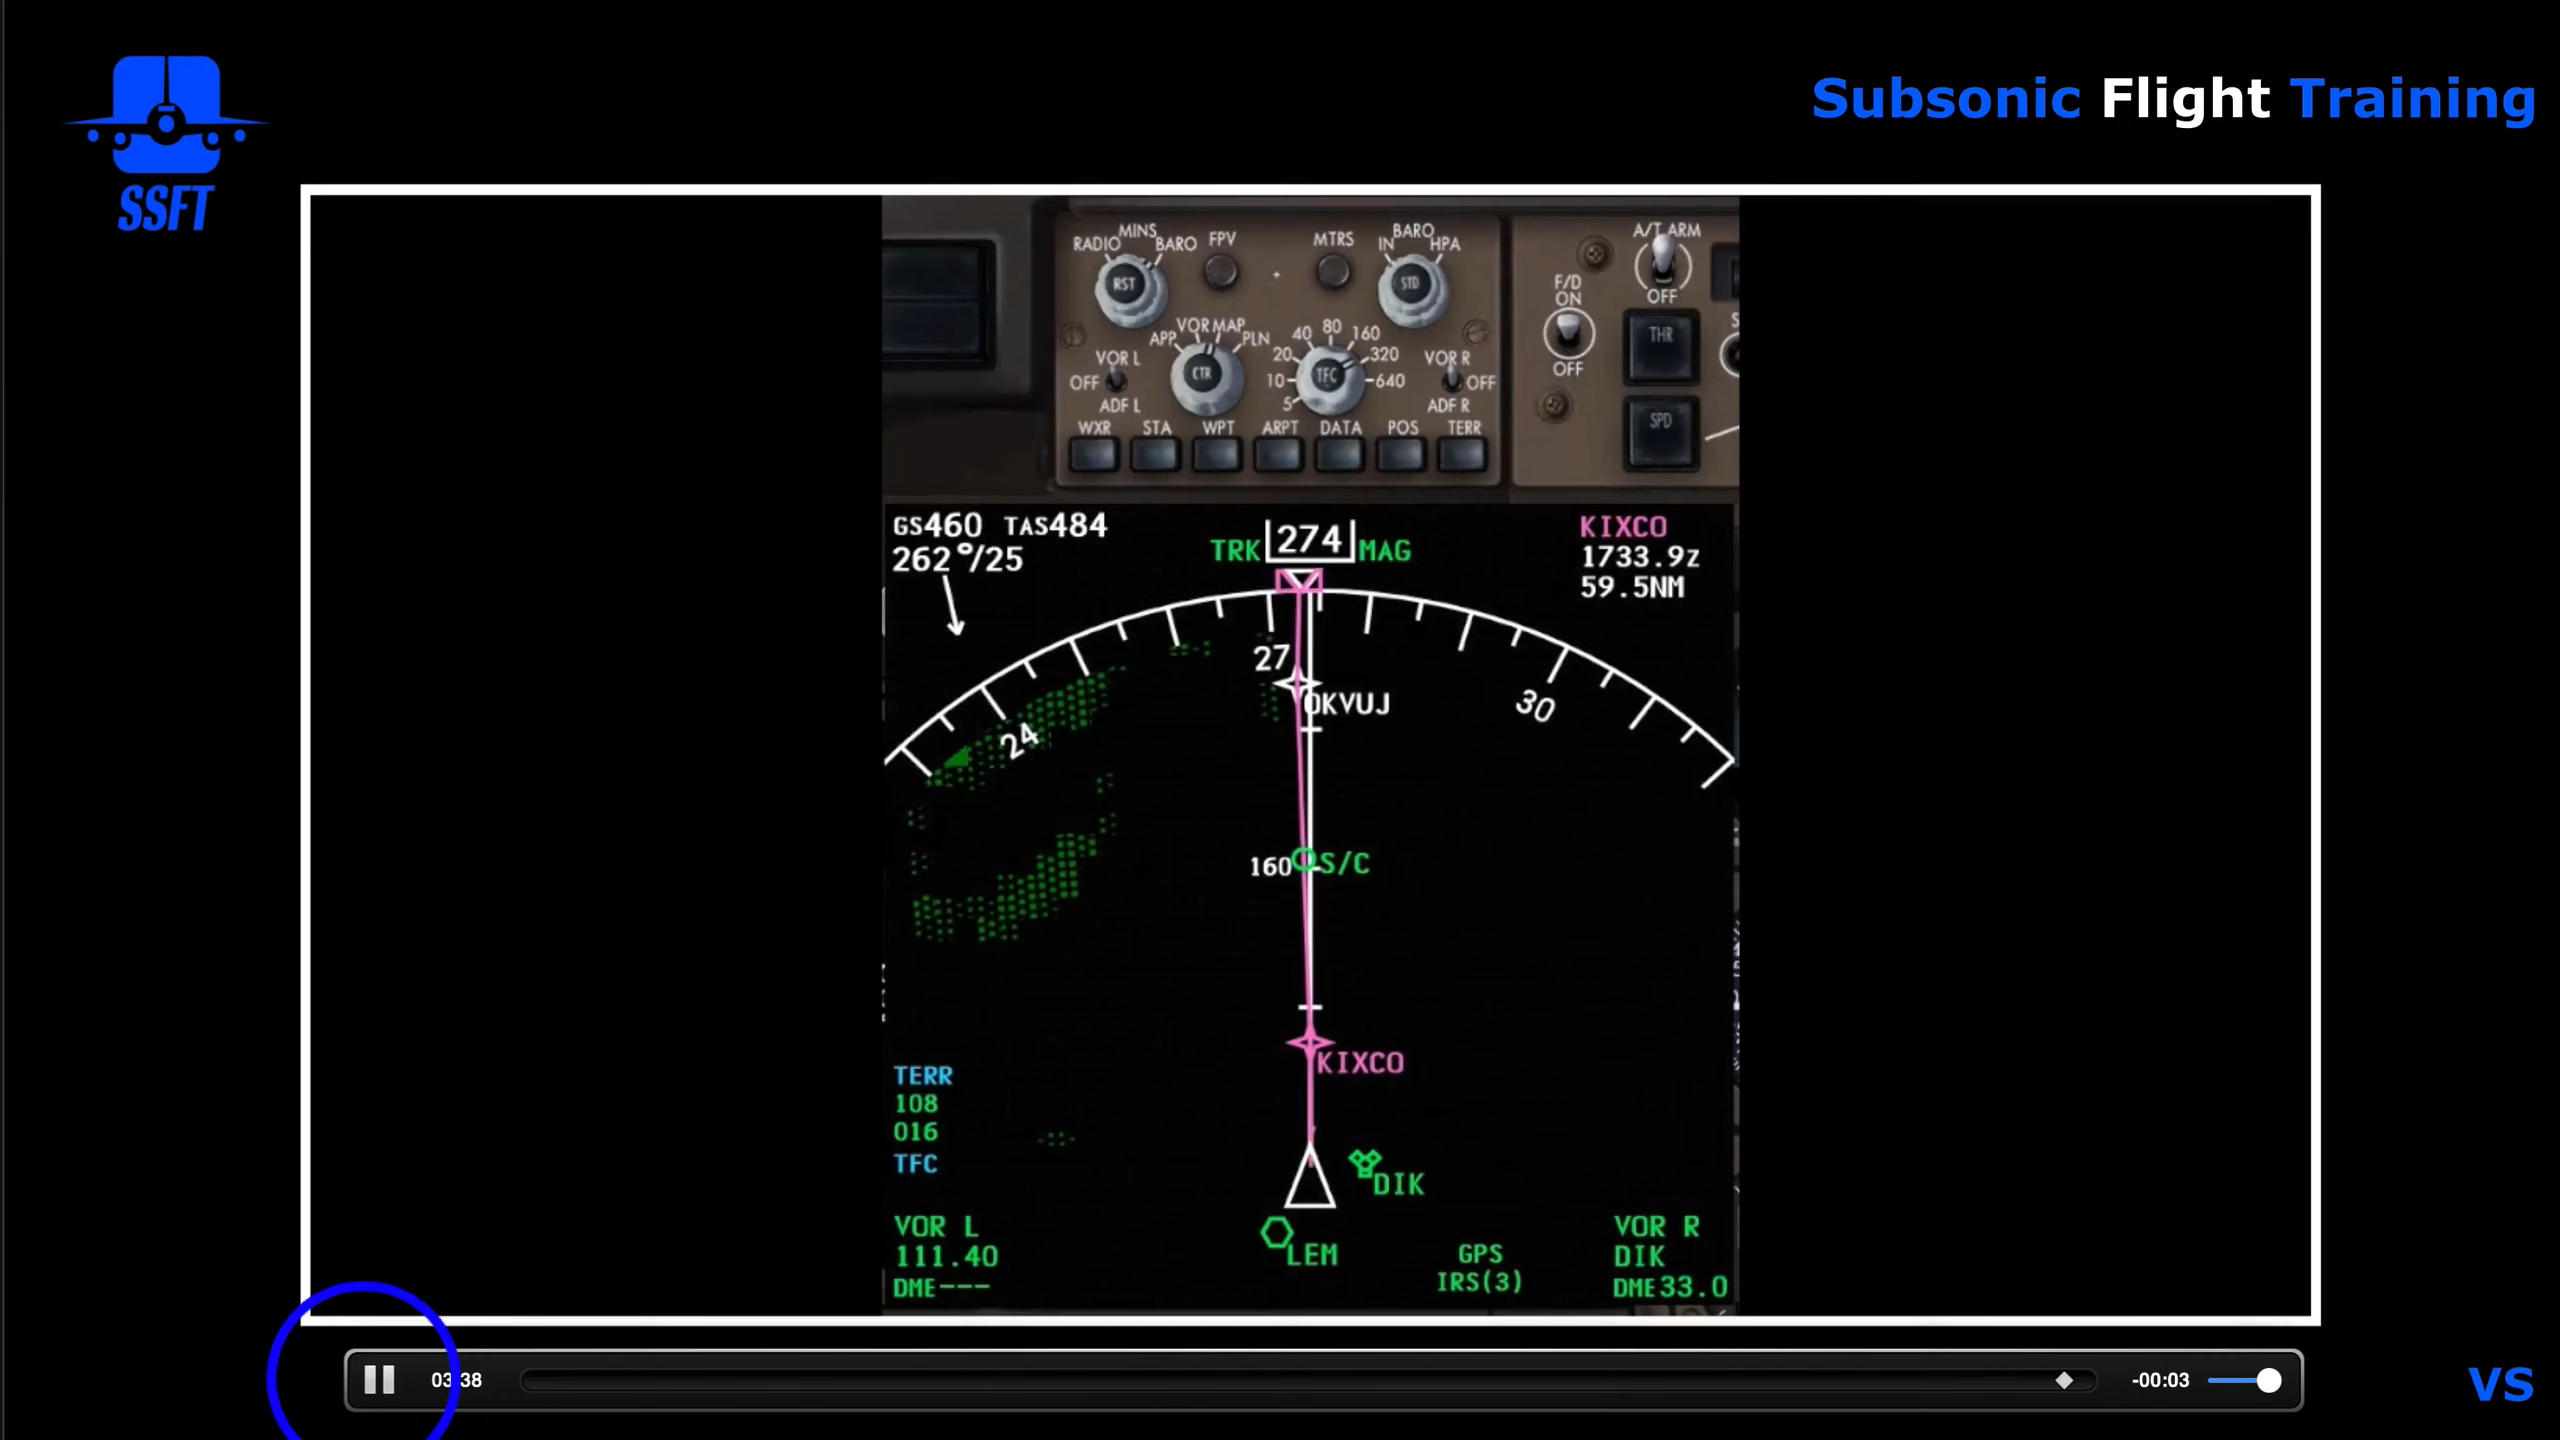 Subsonic Flight Training
SSFT
RADIO MINS BARO
FPV
MTRS
IN BARO HPA
RST
STD
A/T ARM
OFF
F/D
ON
OFF
THR
SPD
APP VOR MAP PLN
CTR
VOR L
OFF
ADF L
5 10 20 40 80 160 320 640
TFC
VOR R
OFF
ADF R
WXR STA WPT ARPT DATA POS TERR
GS460 TAS484
262°/25
TRK 274 MAG
KIXCO
1733.9z
59.5NM
24
27
30
OKVUJ
160 S/C
KIXCO
TERR
108
016
TFC
DIK
LEM
VOR L
111.40
DME---
GPS
IRS(3)
VOR R
DIK
DME33.0
03:38
-00:03
VS